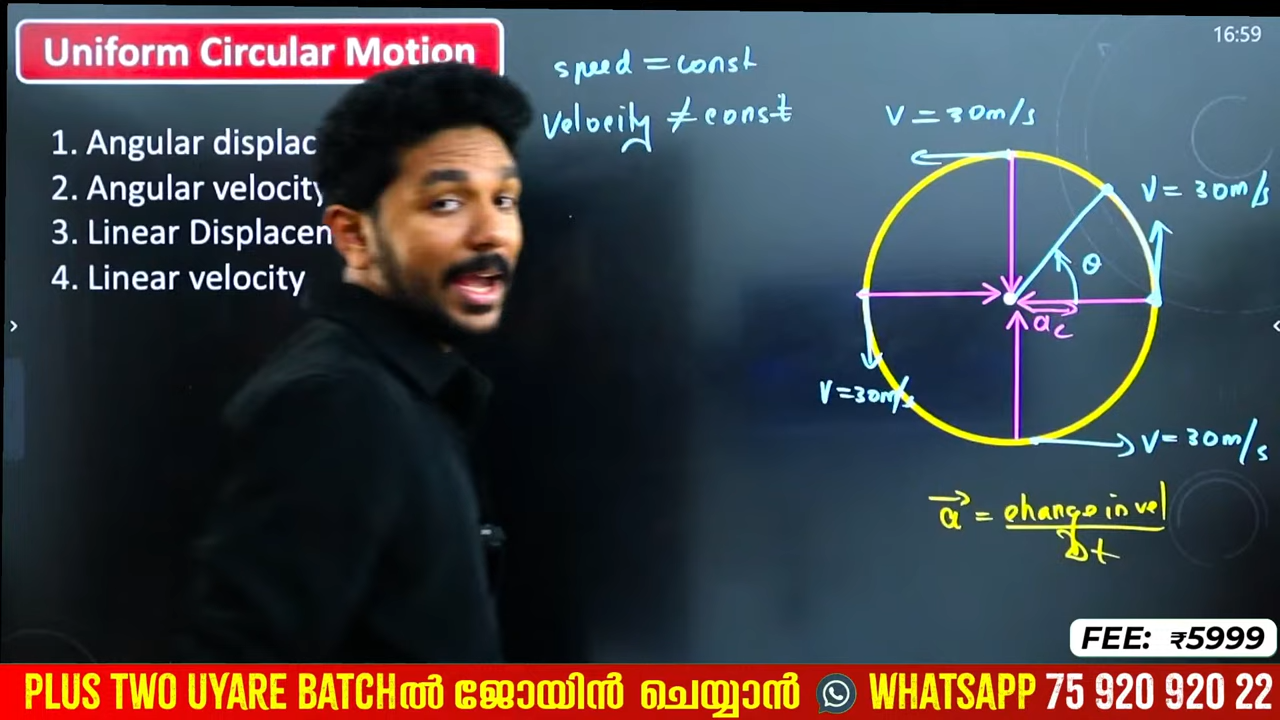 Uniform Circular Motion
1. Angular displac
2. Angular velocity
3. Linear Displacem
4. Linear velocity
speed = const
velocity ≠ const
16:59
V = 30m/s
V = 30m/s
θ
ac
V=30m/s
V=30m/s
a = change in vel
Δt
FEE: ₹5999
PLUS TWO UYARE BATCHൽ ജോയിൻ ചെയ്യാൻ WHATSAPP 75 920 920 22